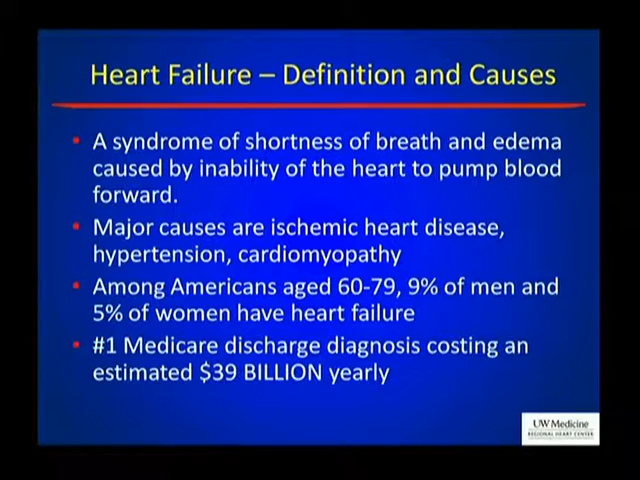 Heart Failure – Definition and Causes
• A syndrome of shortness of breath and edema
caused by inability of the heart to pump blood
forward.
• Major causes are ischemic heart disease,
hypertension, cardiomyopathy
• Among Americans aged 60-79, 9% of men and
5% of women have heart failure
• #1 Medicare discharge diagnosis costing an
estimated $39 BILLION yearly
UW Medicine
REGIONAL HEART CENTER